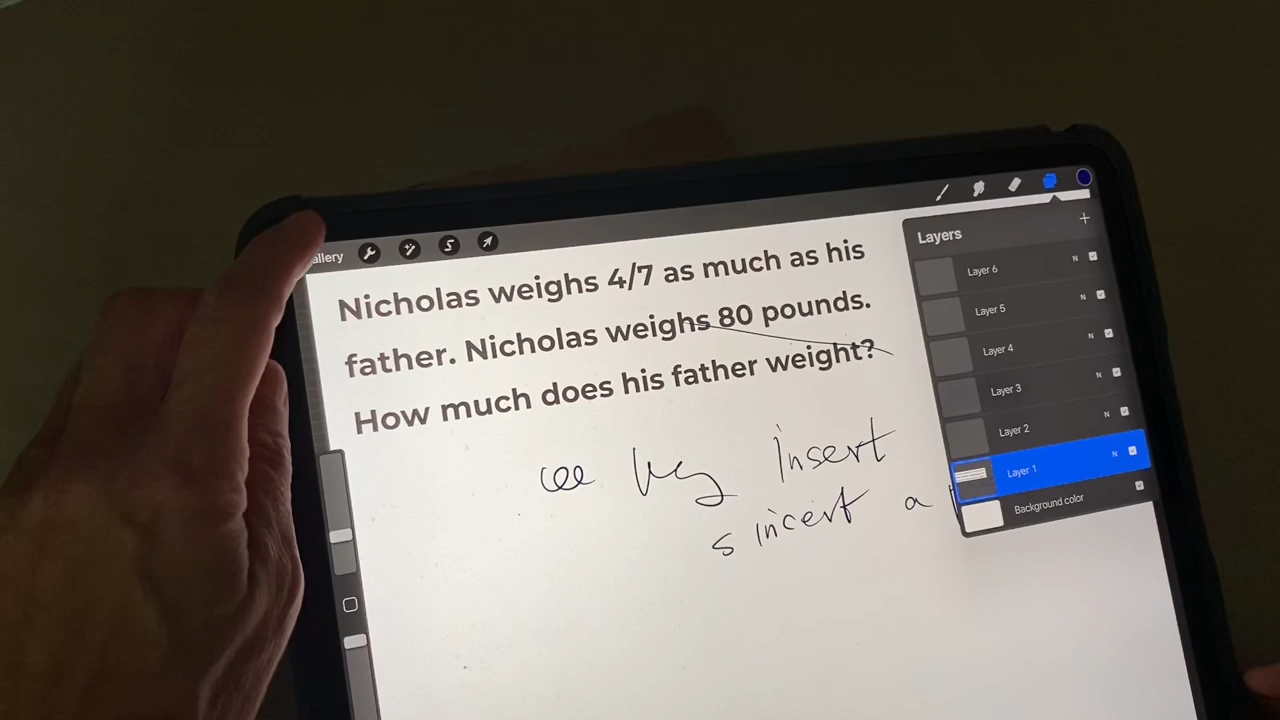 allery
Layers
Layer 6 N
Layer 5 N
Layer 4 N
Layer 3 N
Layer 2 N
Layer 1 N
Background color
Nicholas weighs 4/7 as much as his
father. Nicholas weighs 80 pounds.
How much does his father weight?
insert
a